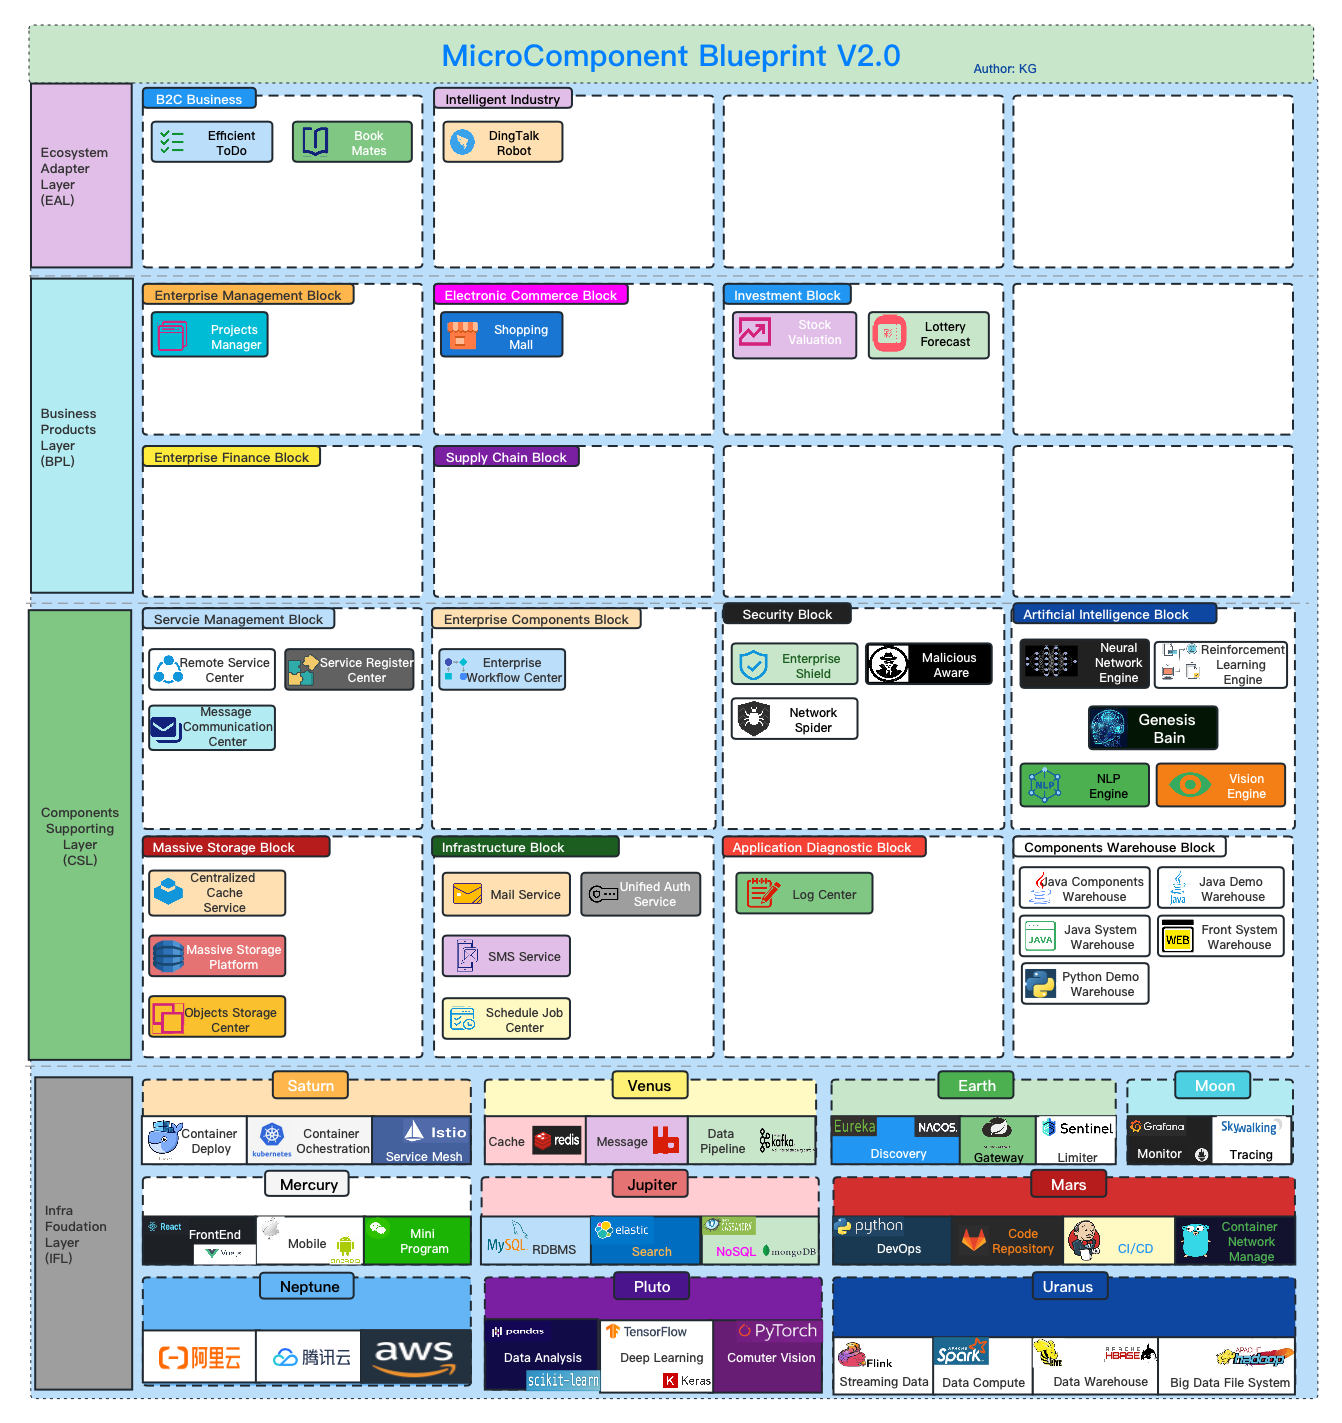 MicroComponent Blueprint V2.0
Author: KG
Ecosystem
Adapter
Layer
(EAL)
B2C Business
Efficient
ToDo
Book
Mates
Intelligent Industry
DingTalk
Robot
Business
Products
Layer
(BPL)
Enterprise Management Block
Projects
Manager
Electronic Commerce Block
Shopping
Mall
Investment Block
Stock
Valuation
Lottery
Forecast
Enterprise Finance Block
Supply Chain Block
Components
Supporting
Layer
(CSL)
Servcie Management Block
Remote Service
Center
Service Register
Center
Message
Communication
Center
Enterprise Components Block
Enterprise
Workflow Center
Security Block
Enterprise
Shield
Malicious
Aware
Network
Spider
Artificial Intelligence Block
Neural
Network
Engine
Reinforcement
Learning
Engine
Genesis
Bain
NLP
NLP
Engine
Vision
Engine
Massive Storage Block
Centralized
Cache
Service
Massive Storage
Platform
Objects Storage
Center
Infrastructure Block
Mail Service
Unified Auth
Service
SMS Service
Schedule Job
Center
Application Diagnostic Block
Log Center
Components Warehouse Block
Java Components
Warehouse
Java
Java Demo
Warehouse
JAVA
Java System
Warehouse
WEB
Front System
Warehouse
Python Demo
Warehouse
Infra
Foudation
Layer
(IFL)
Saturn
Container
Deploy
kubernetes
Container
Ochestration
Istio
Service Mesh
Venus
Cache
redis
Message
Data
Pipeline
kafka
Earth
Eureka
NACOS.
Discovery
Gateway
Sentinel
Limiter
Moon
Grafana
Monitor
Skywalking
Tracing
Mercury
React
FrontEnd
Vue.js
Mobile
ANDROID
Mini
Program
Jupiter
MySQL
RDBMS
elastic
Search
CASSANDRA
NoSQL
mongoDB
Mars
python
DevOps
Code
Repository
CI/CD
Container
Network
Manage
Neptune
阿里云
腾讯云
aws
Pluto
pandas
Data Analysis
scikit-learn
TensorFlow
Deep Learning
K Keras
PyTorch
Comuter Vision
Uranus
Flink
Streaming Data
APACHE
Spark
Data Compute
HIVE
APACHE
HBASE
Data Warehouse
APACHE
hadoop
Big Data File System